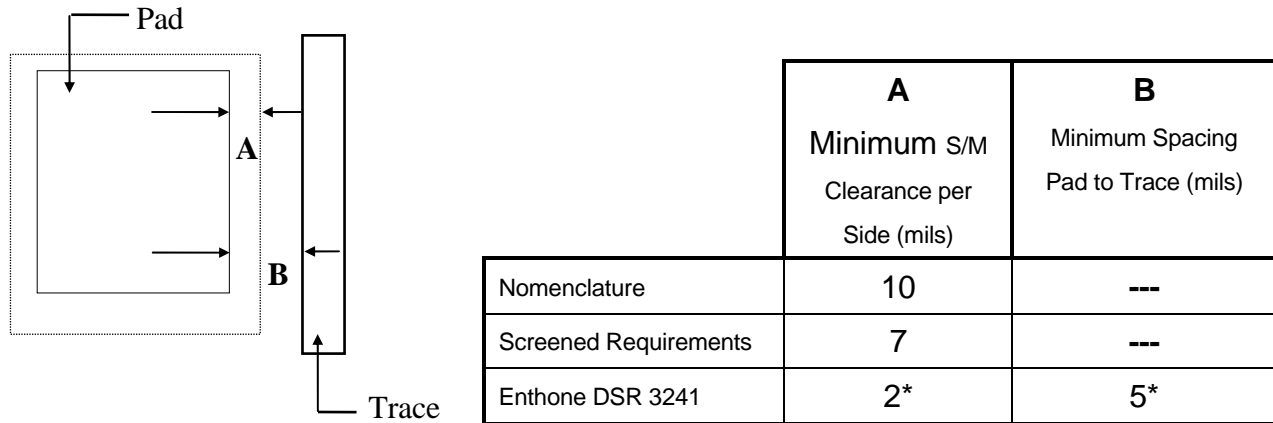 Pad
A
B
Trace
A
Minimum S/M
Clearance per
Side (mils)
B
Minimum Spacing
Pad to Trace (mils)
Nomenclature
10
---
Screened Requirements
7
---
Enthone DSR 3241
2*
5*